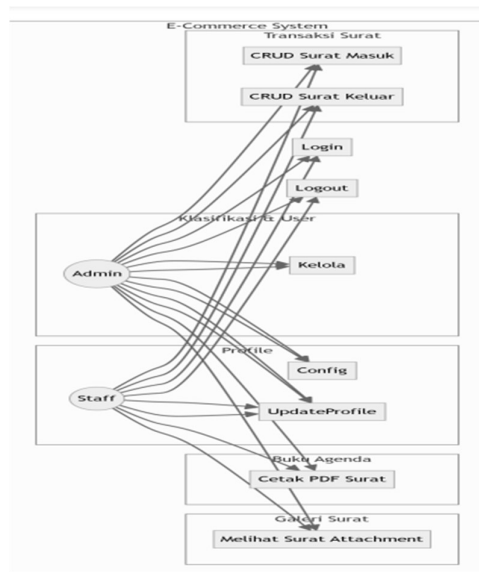 E-Commerce System
Transaksi Surat
CRUD Surat Masuk
CRUD Surat Keluar
Login
Logout
Klasifikasi & User
Admin
Kelola
Profile
Config
Staff
UpdateProfile
Buku Agenda
Cetak PDF Surat
Galeri Surat
Melihat Surat Attachment